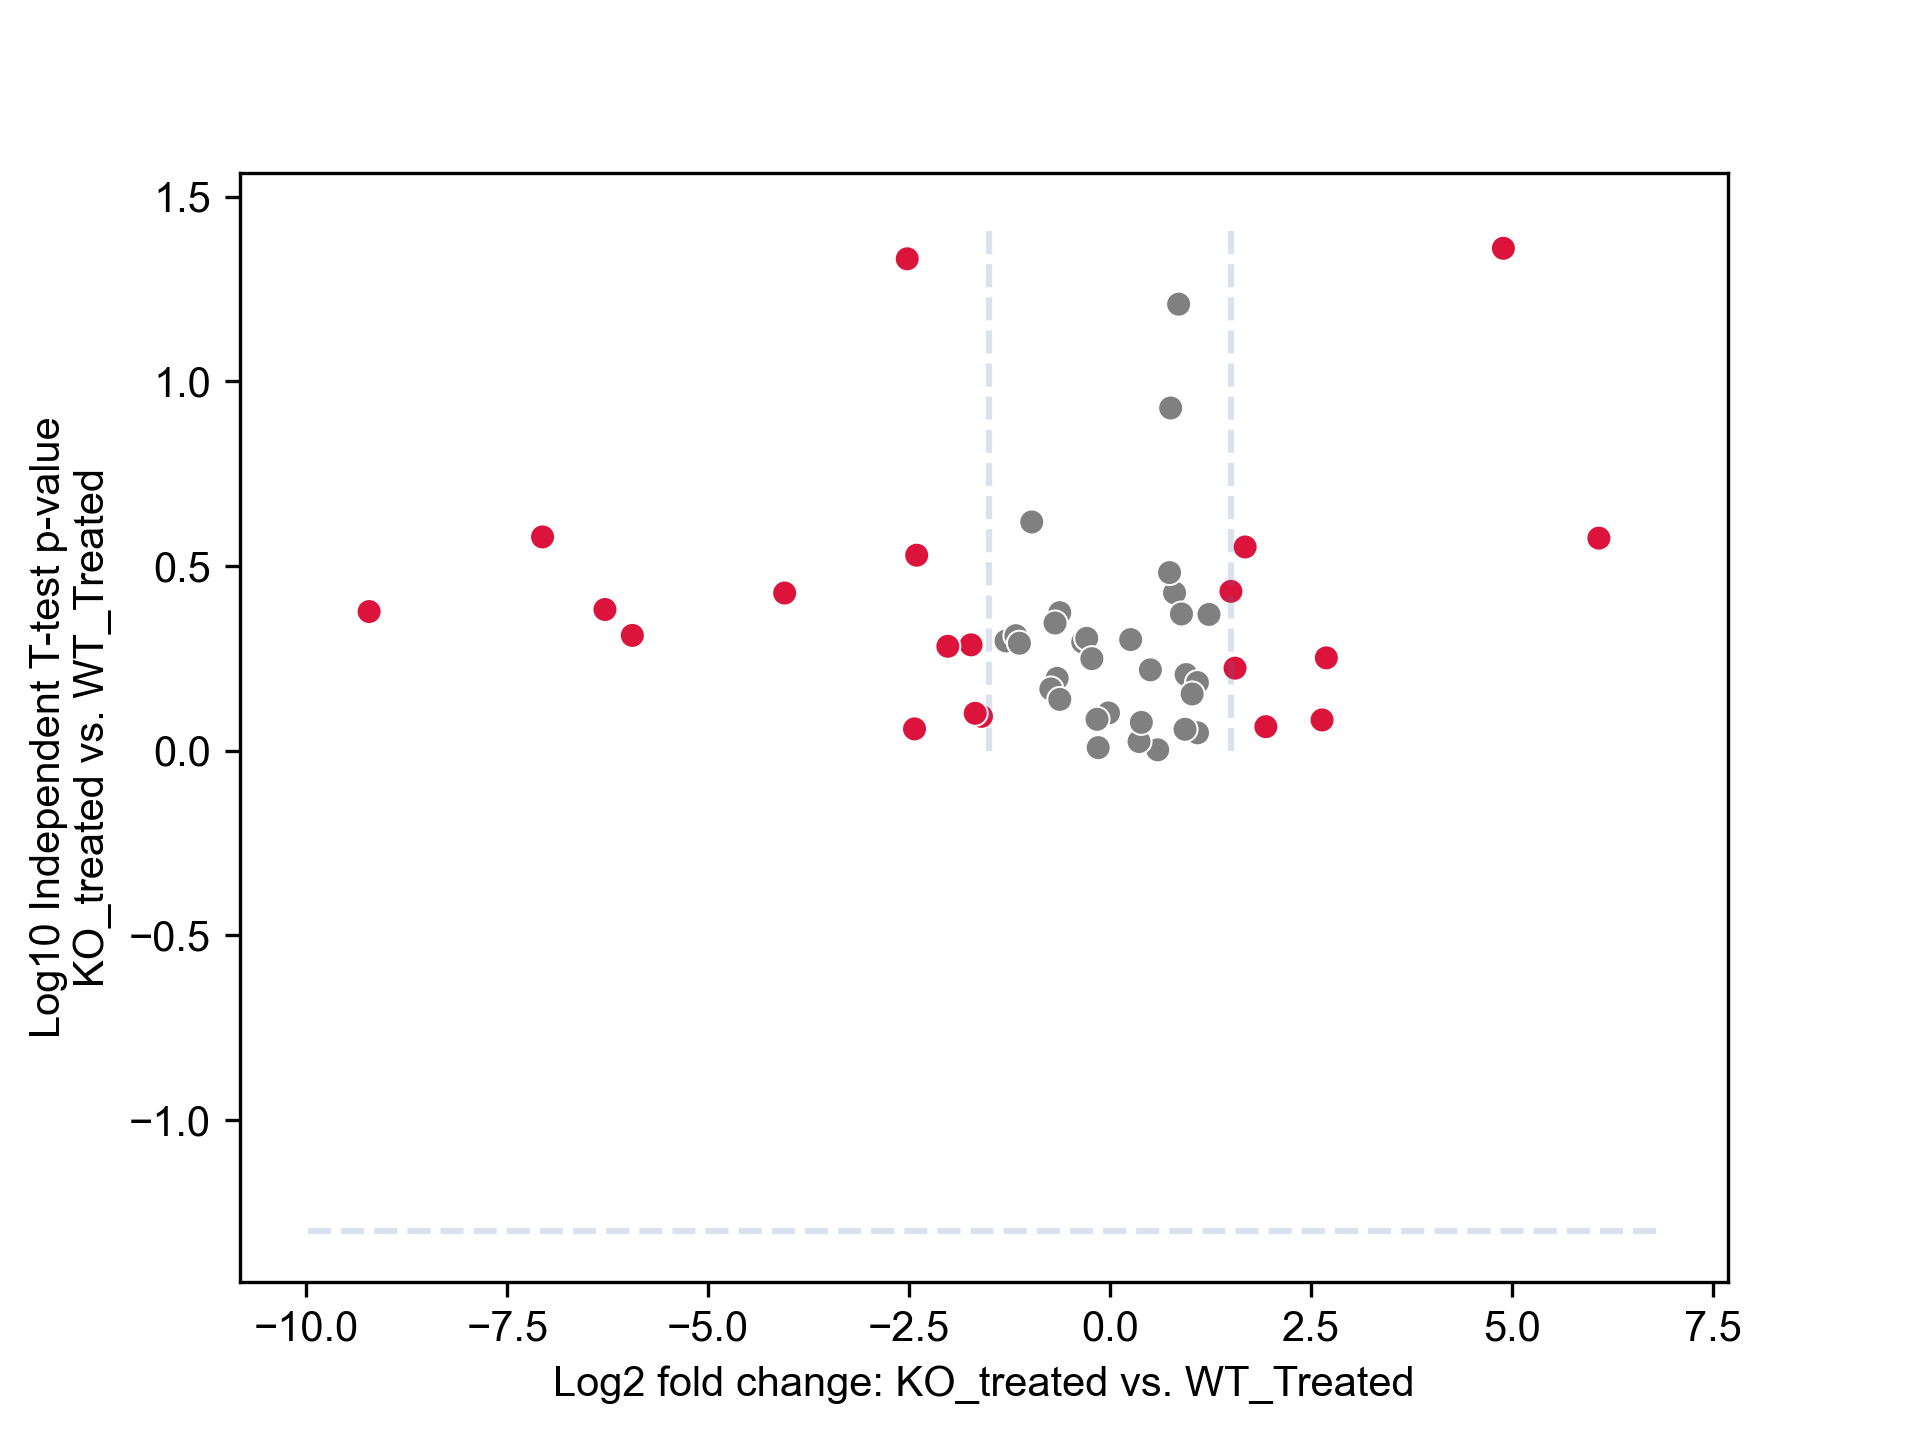 1.5
1.0
0.5
0.0
−0.5
−1.0
Log10 Independent T-test p-value
KO_treated vs. WT_Treated
−10.0 −7.5 −5.0 −2.5 0.0 2.5 5.0 7.5
Log2 fold change: KO_treated vs. WT_Treated